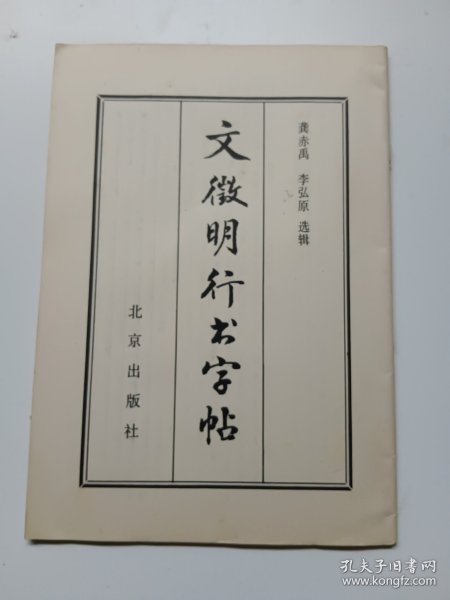 龚赤禹 李弘原 选辑
文徵明行书字帖
北京出版社
孔夫子旧书网
www.kongfz.com